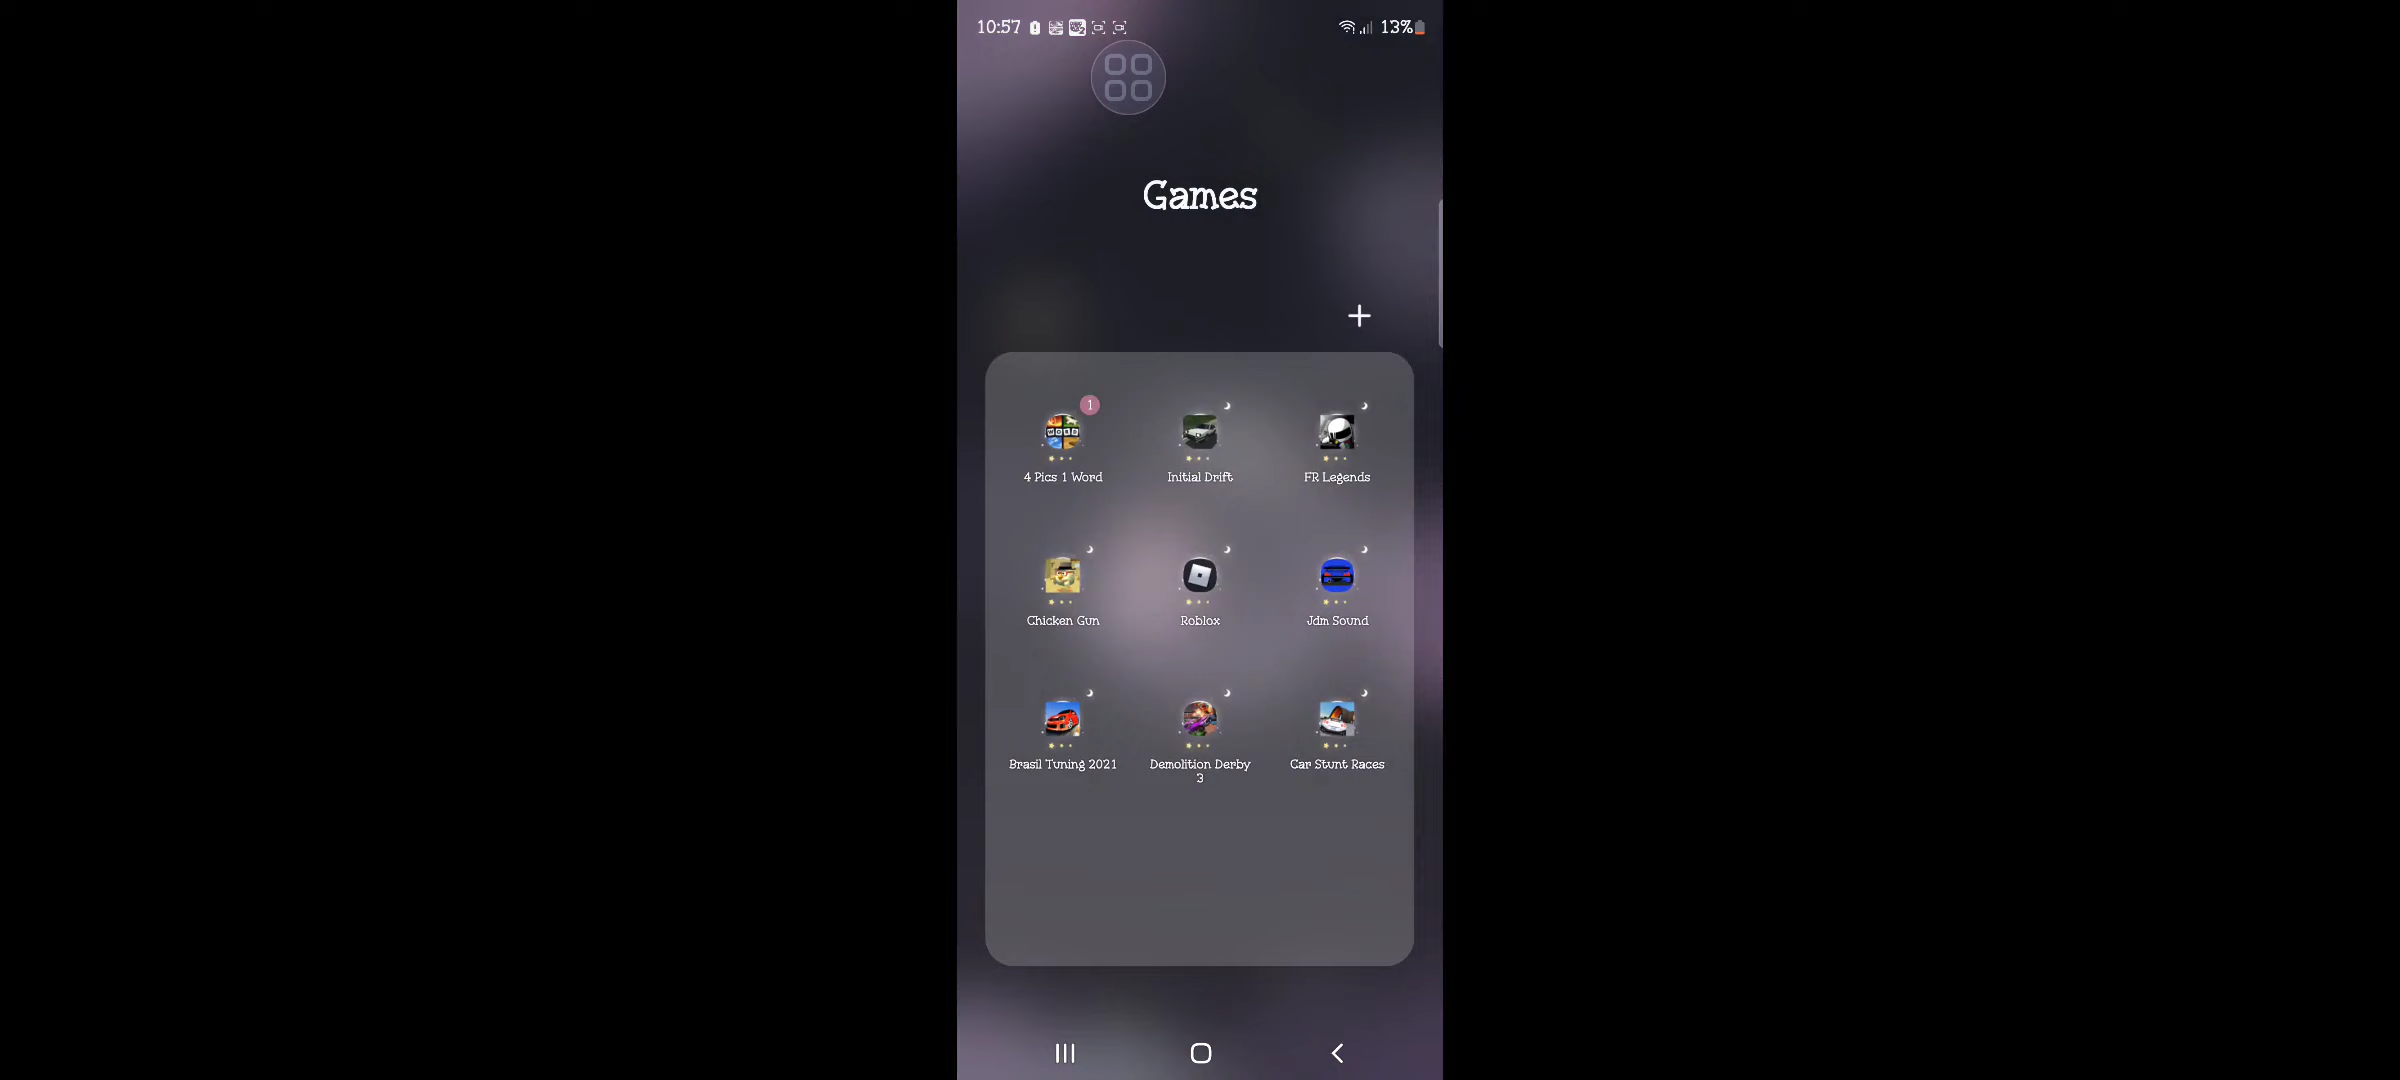 10:57
13%
Games
1
WORD
4 Pics 1 Word
Initial Drift
FR Legends
Chicken Gun
Roblox
Jdm Sound
Brasil Tuning 2021
Demolition Derby
3
Car Stunt Races